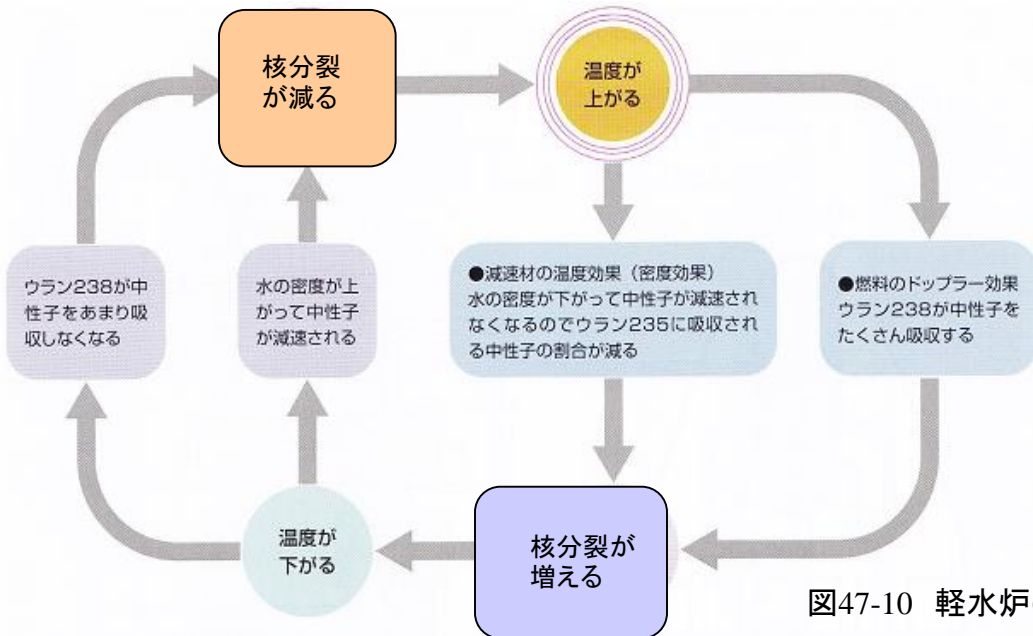 核分裂
が減る
温度が
上がる
ウラン238が中
性子をあまり吸
収しなくなる
水の密度が上
がって中性子
が減速される
●減速材の温度効果（密度効果）
水の密度が下がって中性子が減速され
なくなるのでウラン235に吸収され
る中性子の割合が減る
●燃料のドップラー効果
ウラン238が中性子を
たくさん吸収する
温度が
下がる
核分裂が
増える
図47-10 軽水炉